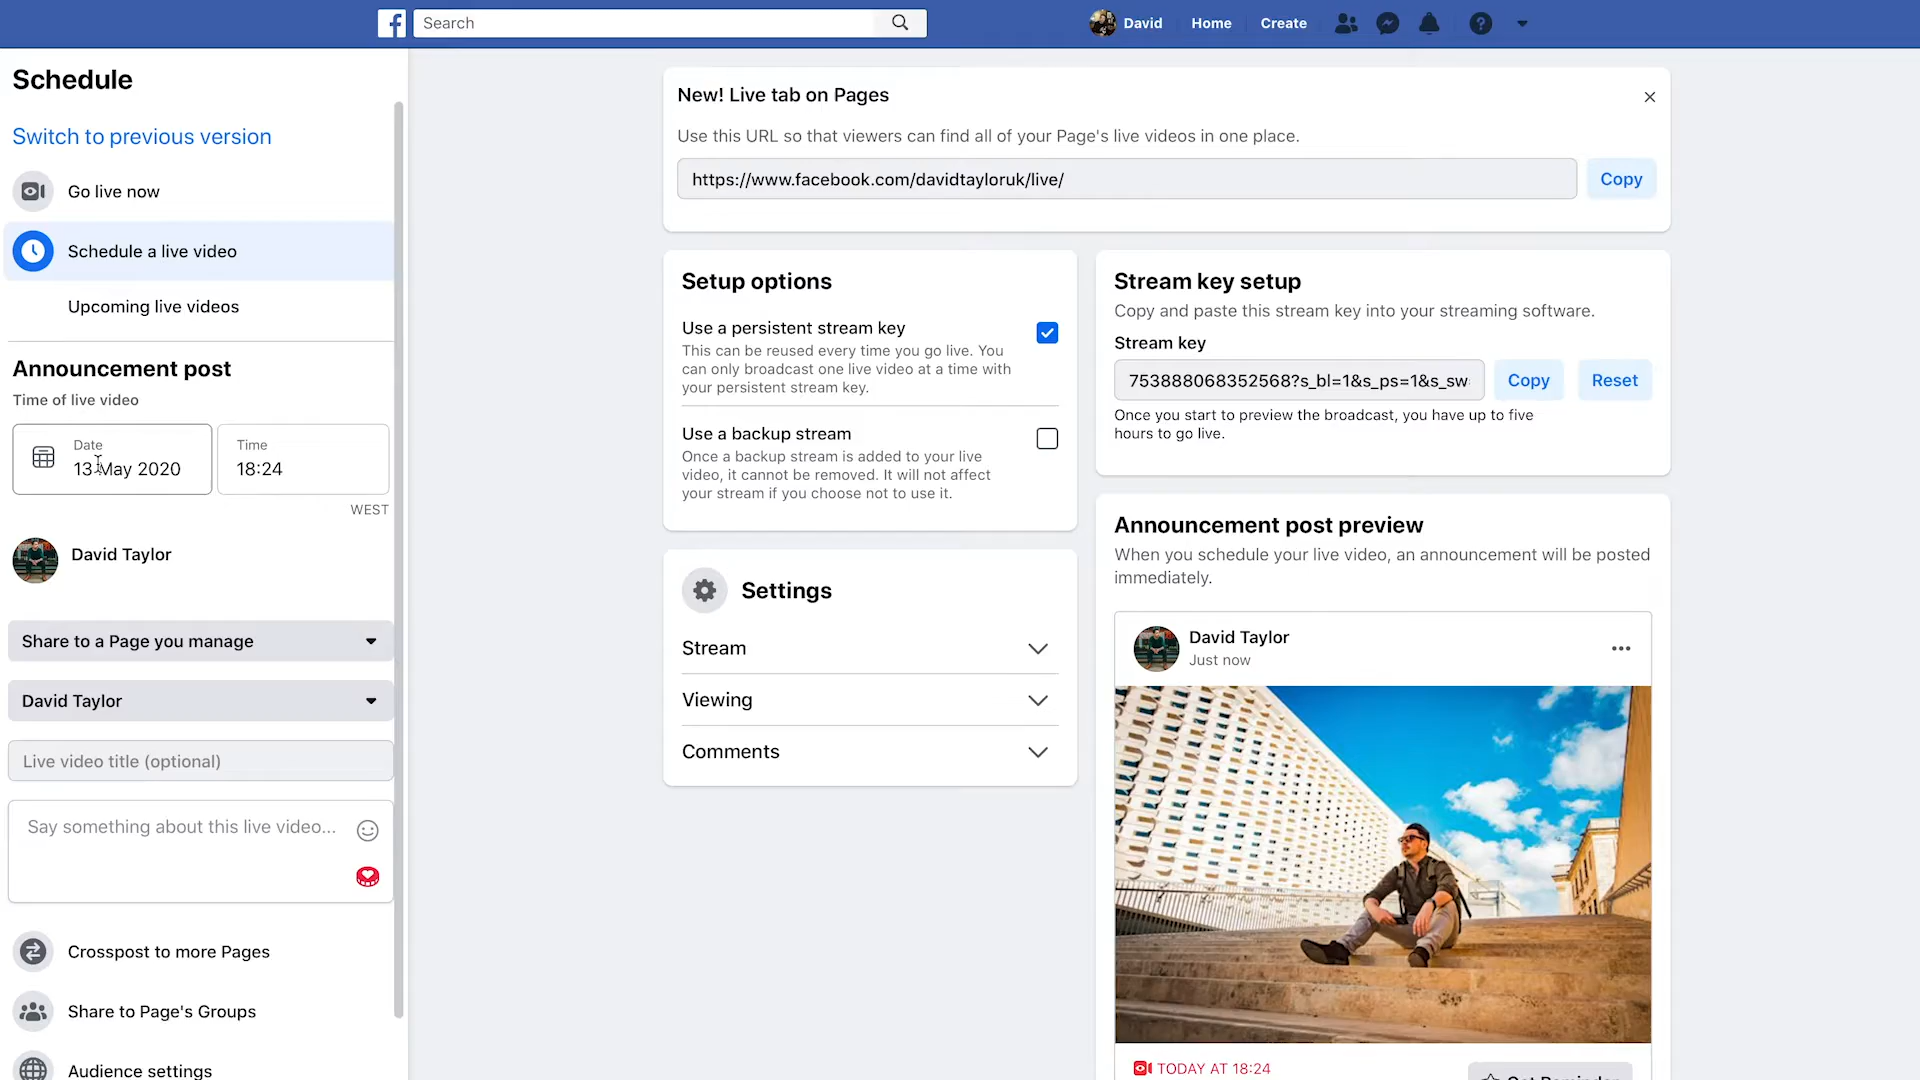 Search
David
Home
Create
Schedule
Switch to previous version
Go live now
Schedule a live video
Upcoming live videos
Announcement post
Time of live video
Date
13 May 2020
Time
18:24
WEST
David Taylor
Share to a Page you manage
David Taylor
Live video title (optional)
Say something about this live video...
Crosspost to more Pages
Share to Page's Groups
Audience settings
New! Live tab on Pages
Use this URL so that viewers can find all of your Page's live videos in one place.
https://www.facebook.com/davidtayloruk/live/
Copy
Setup options
Use a persistent stream key
This can be reused every time you go live. You
can only broadcast one live video at a time with
your persistent stream key.
Use a backup stream
Once a backup stream is added to your live
video, it cannot be removed. It will not affect
your stream if you choose not to use it.
Settings
Stream
Viewing
Comments
Stream key setup
Copy and paste this stream key into your streaming software.
Stream key
753888068352568?s_bl=1&s_ps=1&s_sw
Copy
Reset
Once you start to preview the broadcast, you have up to five
hours to go live.
Announcement post preview
When you schedule your live video, an announcement will be posted
immediately.
David Taylor
Just now
TODAY AT 18:24
Get Reminder